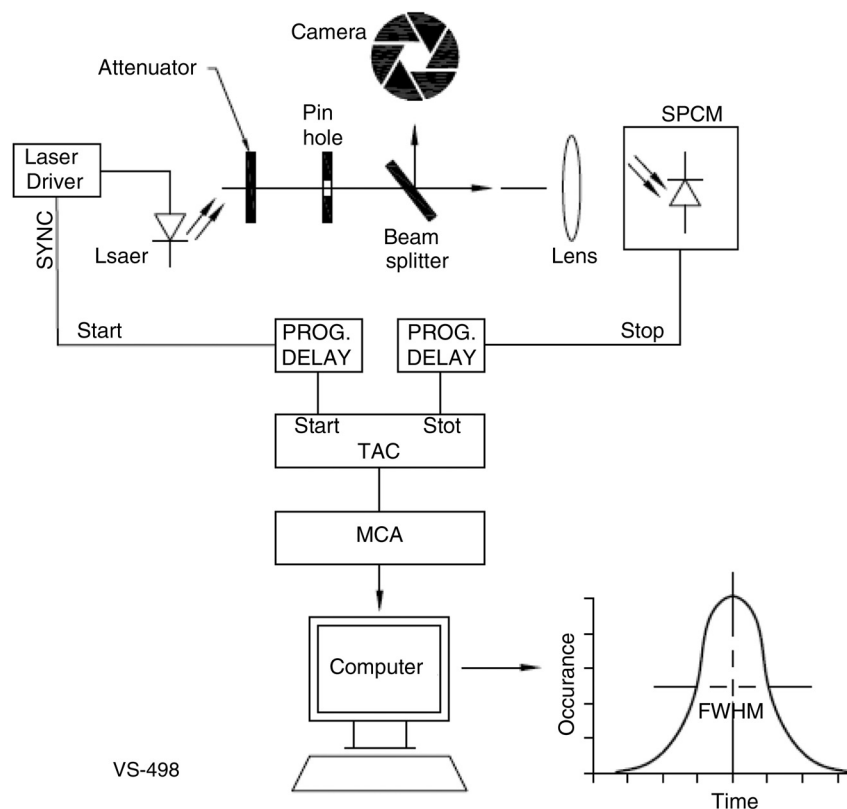 Camera
Attenuator
Pin
hole
SPCM
Laser
Driver
SYNC
Lsaer
Beam
splitter
Lens
Start
Stop
PROG.
DELAY
PROG.
DELAY
Start
Stot
TAC
MCA
Computer
Occurance
FWHM
Time
VS-498